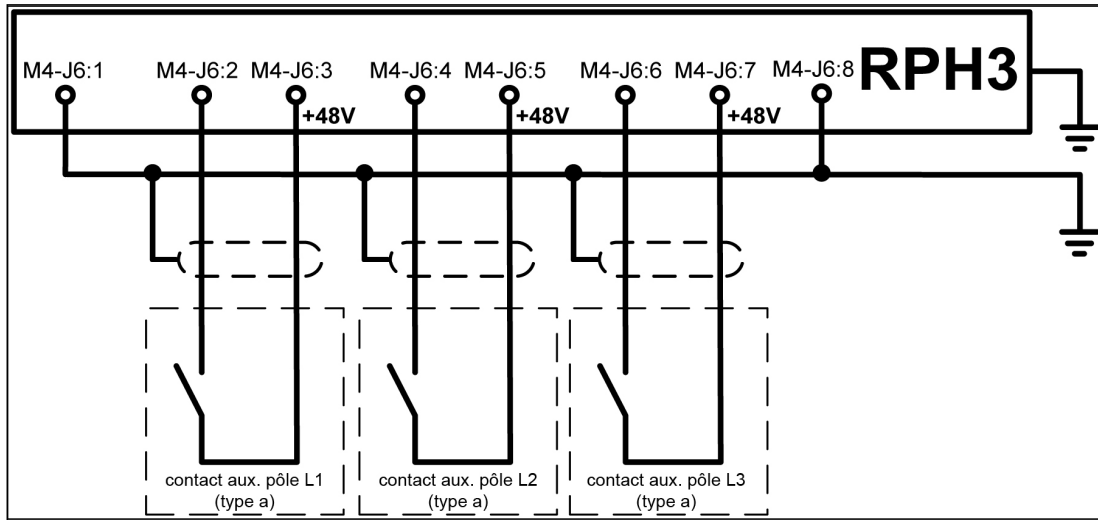 RPH3
M4-J6:1 M4-J6:2 M4-J6:3 M4-J6:4 M4-J6:5 M4-J6:6 M4-J6:7 M4-J6:8
+48V +48V +48V
contact aux. pôle L1
(type a)
contact aux. pôle L2
(type a)
contact aux. pôle L3
(type a)